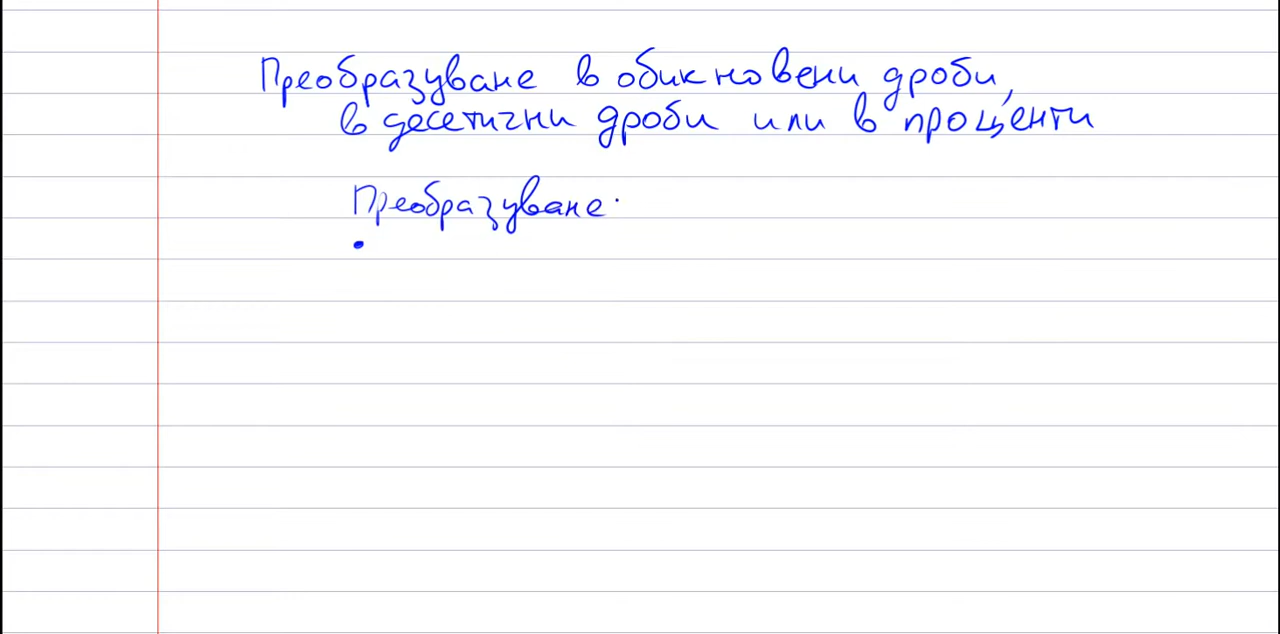 Преобразуване в обикновени дроби,
в десетични дроби или в проценти
Преобразуване:
•